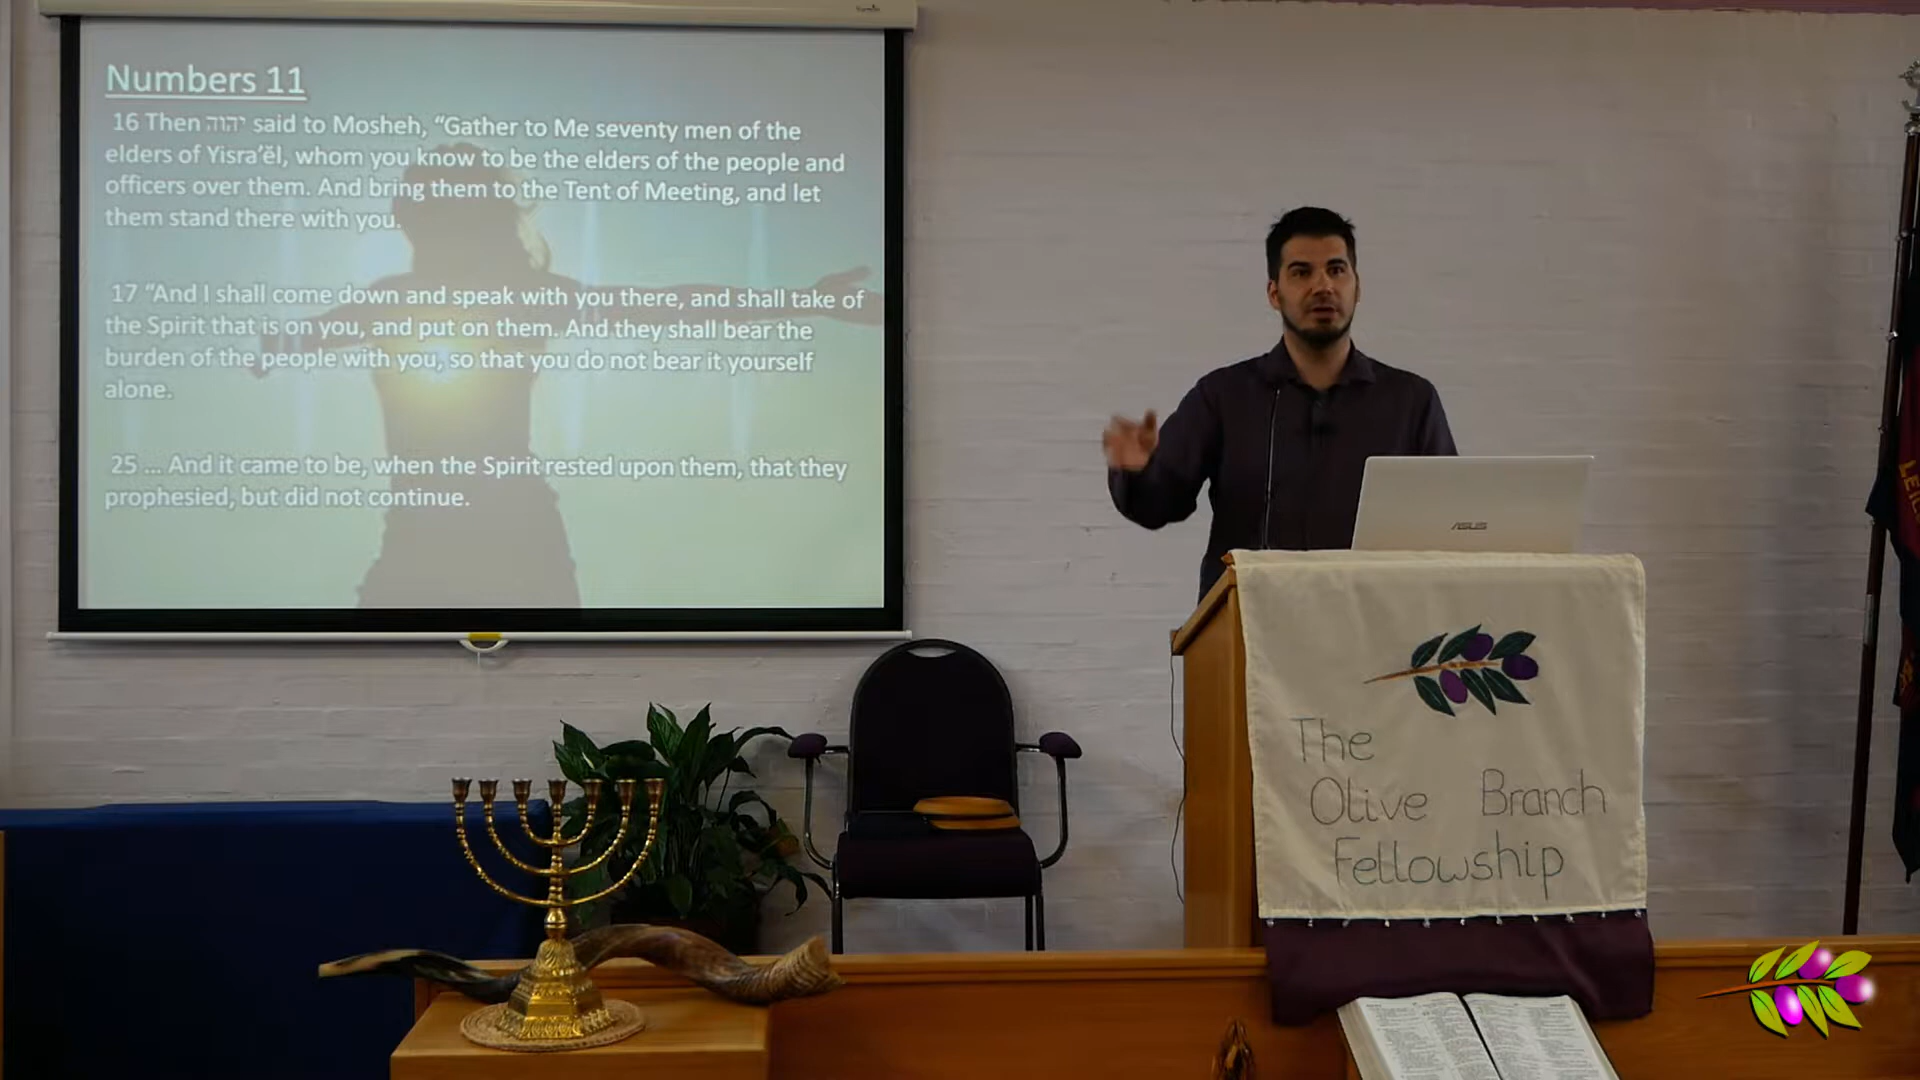 Numbers 11
16 Then יהוה said to Mosheh, “Gather to Me seventy men of the
elders of Yisra’ĕl, whom you know to be the elders of the people and
officers over them. And bring them to the Tent of Meeting, and let
them stand there with you.
17 “And I shall come down and speak with you there, and shall take of
the Spirit that is on you, and put on them. And they shall bear the
burden of the people with you, so that you do not bear it yourself
alone.
25 ... And it came to be, when the Spirit rested upon them, that they
prophesied, but did not continue.
ASUS
The
Olive Branch
Fellowship